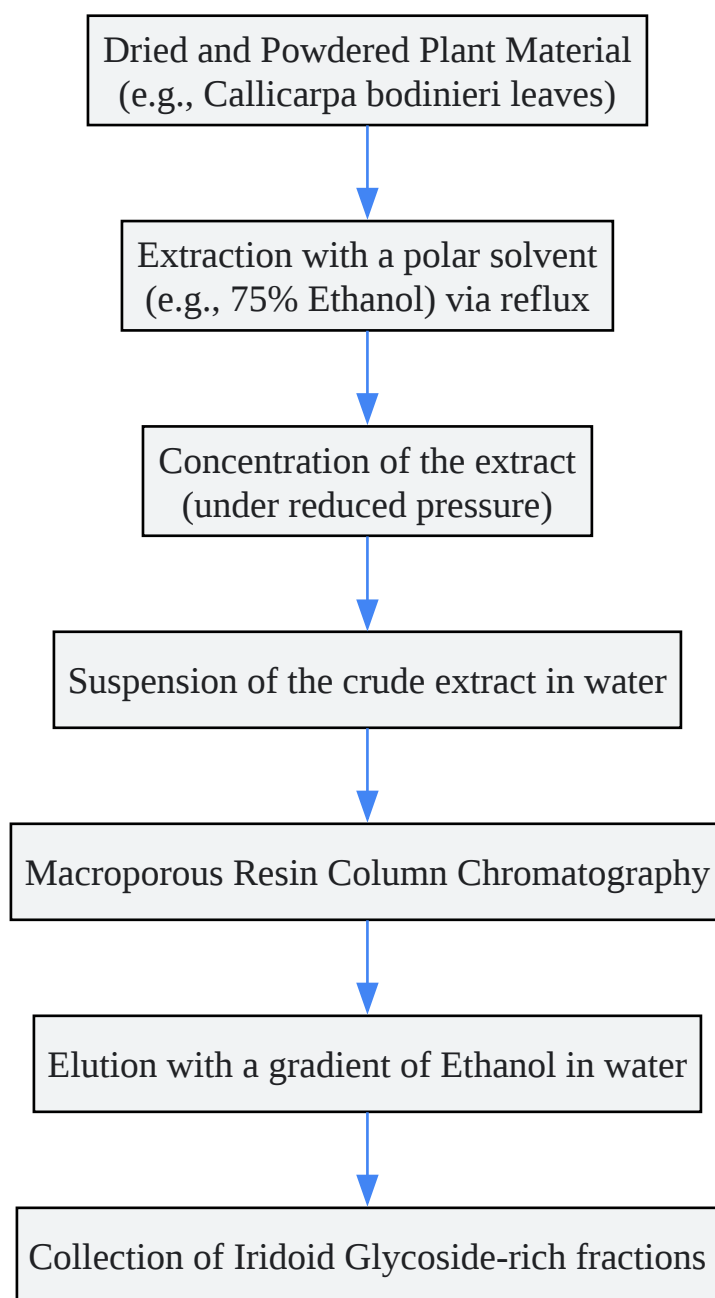 Dried and Powdered Plant Material
(e.g., Callicarpa bodinieri leaves)
Extraction with a polar solvent
(e.g., 75% Ethanol) via reflux
Concentration of the extract
(under reduced pressure)
Suspension of the crude extract in water
Macroporous Resin Column Chromatography
Elution with a gradient of Ethanol in water
Collection of Iridoid Glycoside-rich fractions